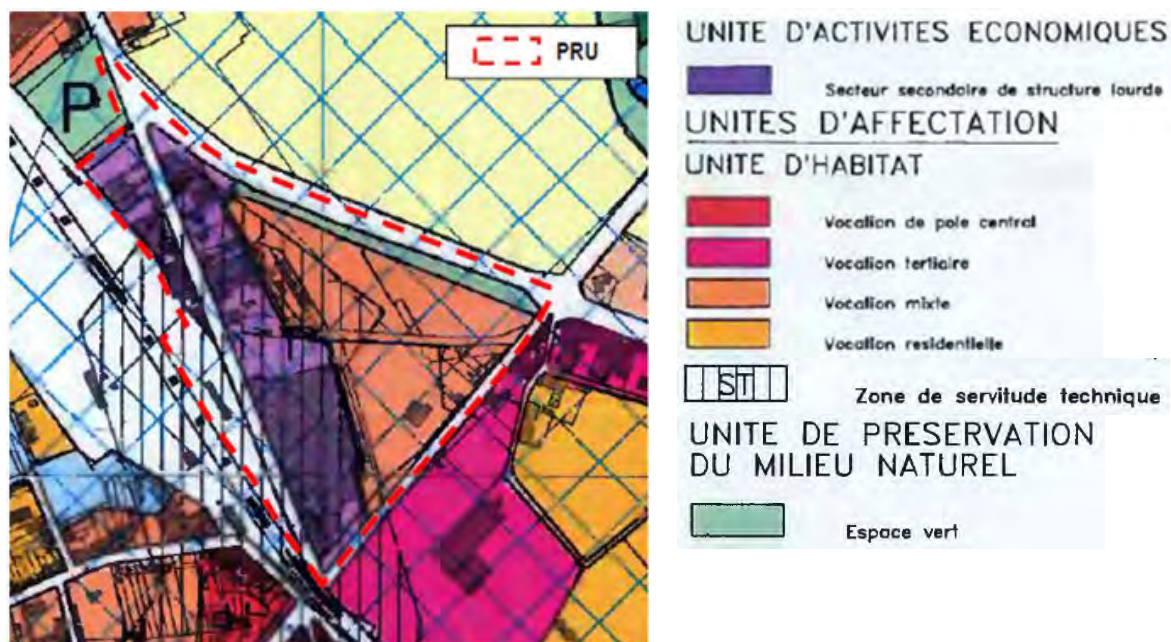 PRU
P
UNITE D'ACTIVITES ECONOMIQUES
Secteur secondaire de structure lourde
UNITES D'AFFECTATION
UNITE D'HABITAT
Vocation de pole central
Vocation tertiaire
Vocation mixte
Vocation residentielle
ST
Zone de servitude technique
UNITE DE PRESERVATION
DU MILIEU NATUREL
Espace vert